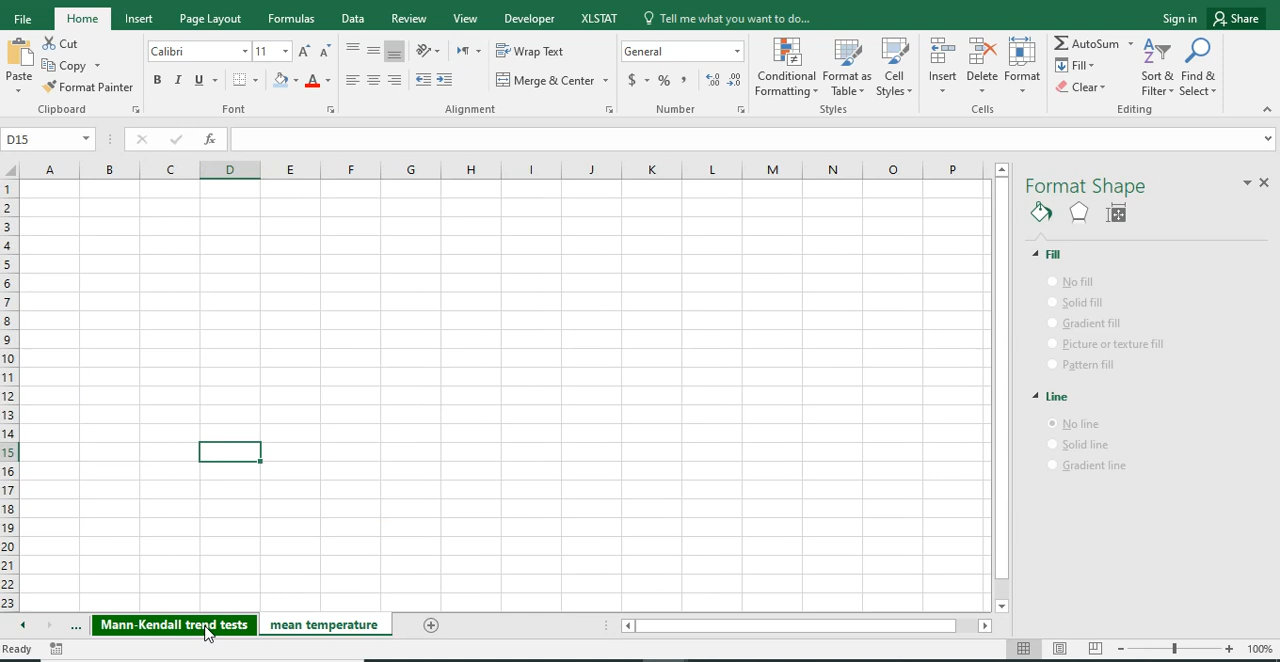 File Home Insert Page Layout Formulas Data Review View Developer XLSTAT Tell me what you want to do... Sign in Share
Paste Cut Copy Format Painter Clipboard
Calibri 11 B I U A Font
Wrap Text Merge & Center Alignment
General $ % , Number
Conditional Formatting Format as Table Cell Styles Styles
Insert Delete Format Cells
AutoSum Fill Clear Sort & Filter Find & Select Editing
D15 fx
A B C D E F G H I J K L M N O P
1
2
3
4
5
6
7
8
9
10
11
12
13
14
15
16
17
18
19
20
21
22
23
Format Shape
Fill
No fill
Solid fill
Gradient fill
Picture or texture fill
Pattern fill
Line
No line
Solid line
Gradient line
... Mann-Kendall trend tests mean temperature
Ready 100%